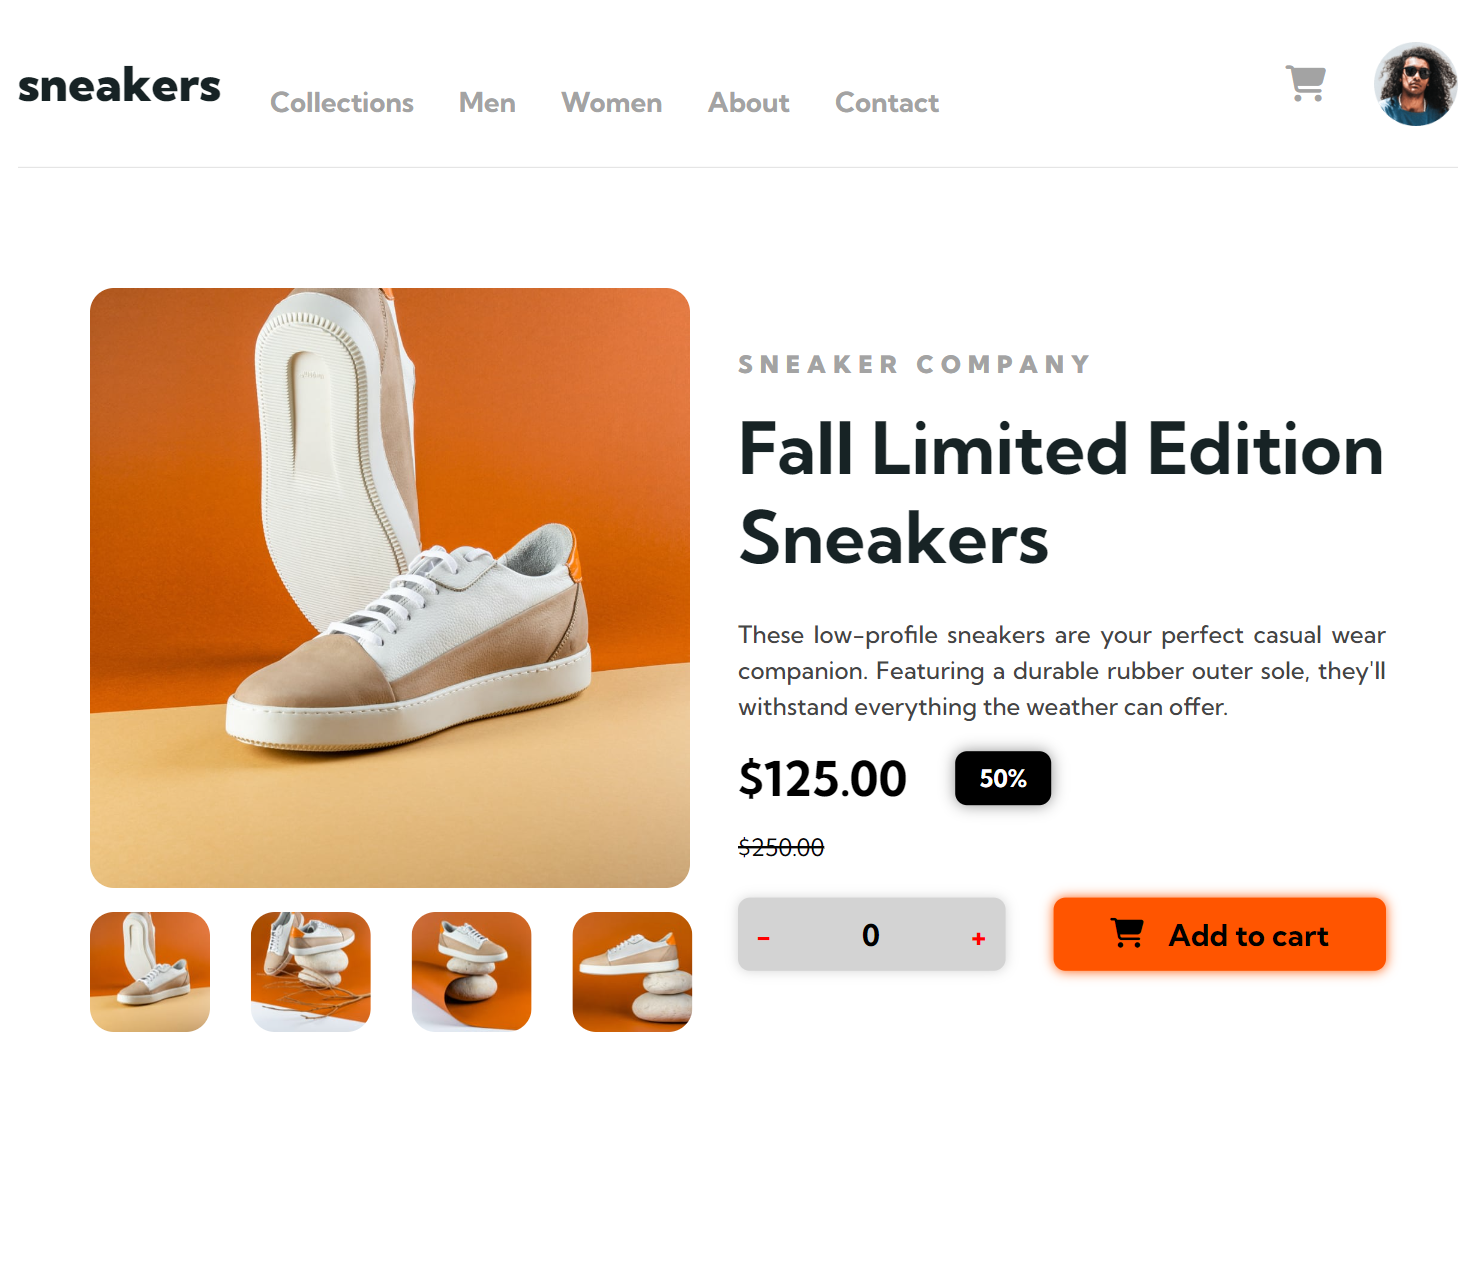 sneakers
Collections Men Women About Contact
SNEAKER COMPANY
Fall Limited Edition
Sneakers
These low-profile sneakers are your perfect casual wear
companion. Featuring a durable rubber outer sole, they'll
withstand everything the weather can offer.
$125.00 50%
$250.00
- 0 + Add to cart